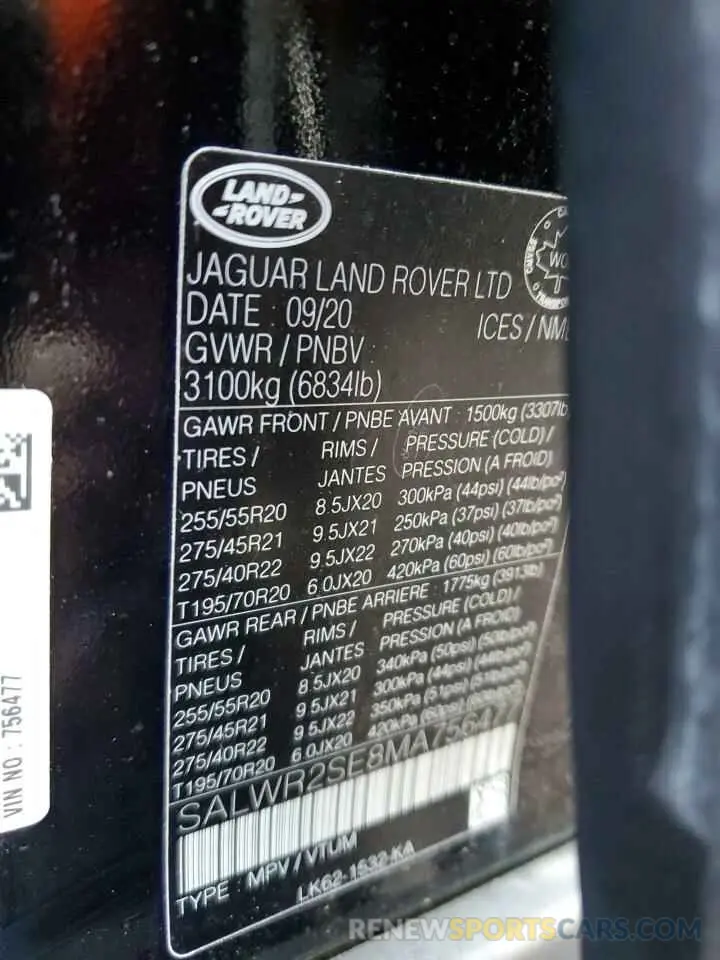 LAND-
-ROVER
JAGUAR LAND ROVER LTD
DATE : 09/20
ICES / NM
GVWR / PNBV
3100kg (6834lb)
GAWR FRONT / PNBE AVANT : 1500kg (3307lb
TIRES / RIMS / PRESSURE (COLD) /
PNEUS JANTES PRESSION (A FROID)
255/55R20 8.5JX20 300kPa (44psi) (44lb/po²)
275/45R21 9.5JX21 250kPa (37psi) (37lb/po²)
275/40R22 9.5JX22 270kPa (40psi) (40lb/po²)
T195/70R20 6.0JX20 420kPa (60psi) (60lb/po²)
GAWR REAR / PNBE ARRIERE : 1775kg (3913lb)
TIRES / RIMS / PRESSURE (COLD) /
PNEUS JANTES PRESSION (A FROID)
255/55R20 8.5JX20 340kPa (50psi) (50lb/po²)
275/45R21 9.5JX21 300kPa (44psi) (44lb/po²)
275/40R22 9.5JX22 350kPa (51psi) (51lb/po²)
T195/70R20 6.0JX20 420kPa (60psi) (60lb/po²)
SALWR2SE8MA756477
TYPE : MPV / VTUM
LK62-1532-KA
VIN NO : 756477
RENEWSPORTSCARS.COM